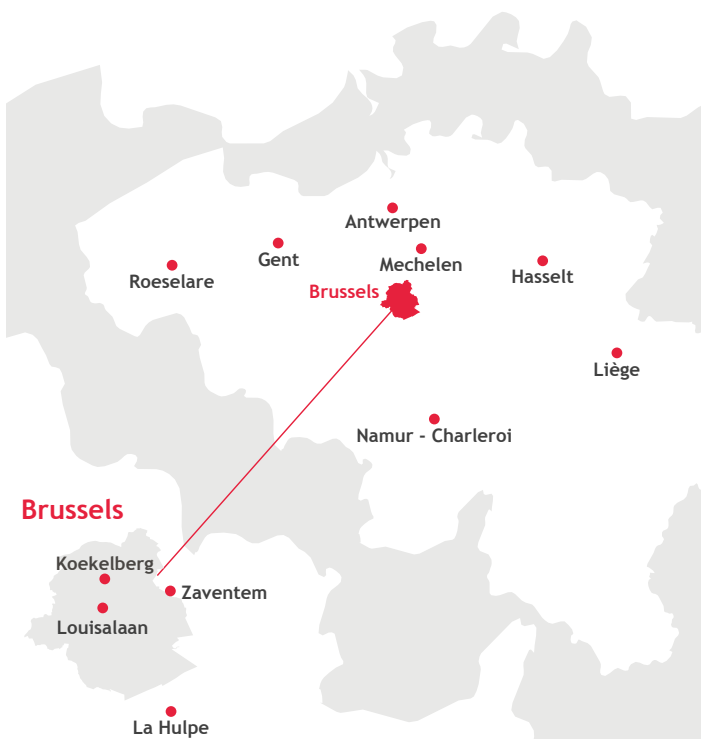 Antwerpen
Gent
Mechelen
Roeselare
Hasselt
Brussels
Liège
Namur - Charleroi
Brussels
Koekelberg
Zaventem
Louisalaan
La Hulpe